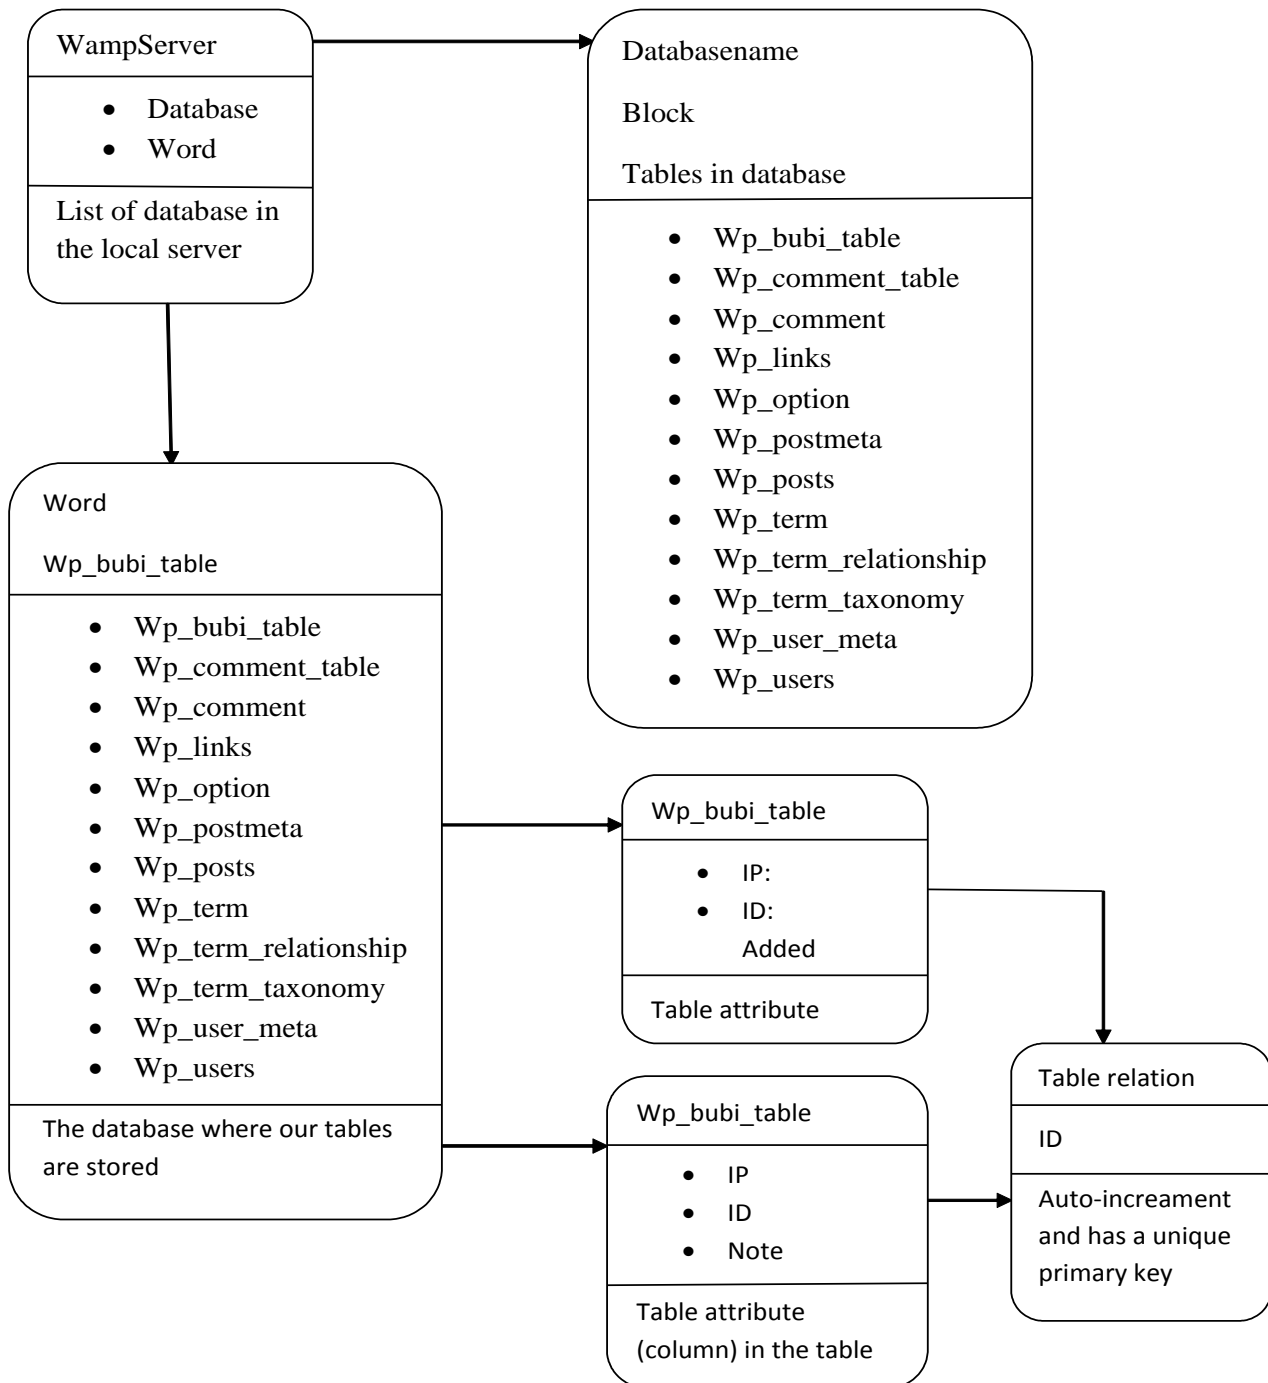 WampServer
• Database
• Word
List of database in
the local server
Databasename
Block
Tables in database
• Wp_bubi_table
• Wp_comment_table
• Wp_comment
• Wp_links
• Wp_option
• Wp_postmeta
• Wp_posts
• Wp_term
• Wp_term_relationship
• Wp_term_taxonomy
• Wp_user_meta
• Wp_users
Word
Wp_bubi_table
• Wp_bubi_table
• Wp_comment_table
• Wp_comment
• Wp_links
• Wp_option
• Wp_postmeta
• Wp_posts
• Wp_term
• Wp_term_relationship
• Wp_term_taxonomy
• Wp_user_meta
• Wp_users
The database where our tables
are stored
Wp_bubi_table
• IP:
• ID:
Added
Table attribute
Wp_bubi_table
• IP
• ID
• Note
Table attribute
(column) in the table
Table relation
ID
Auto-increament
and has a unique
primary key